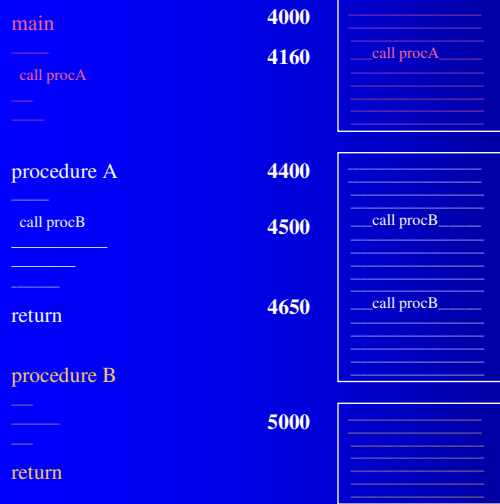 main
call procA
procedure A
call procB
return
procedure B
return
4000
4160
4400
4500
4650
5000
call procA
call procB
call procB